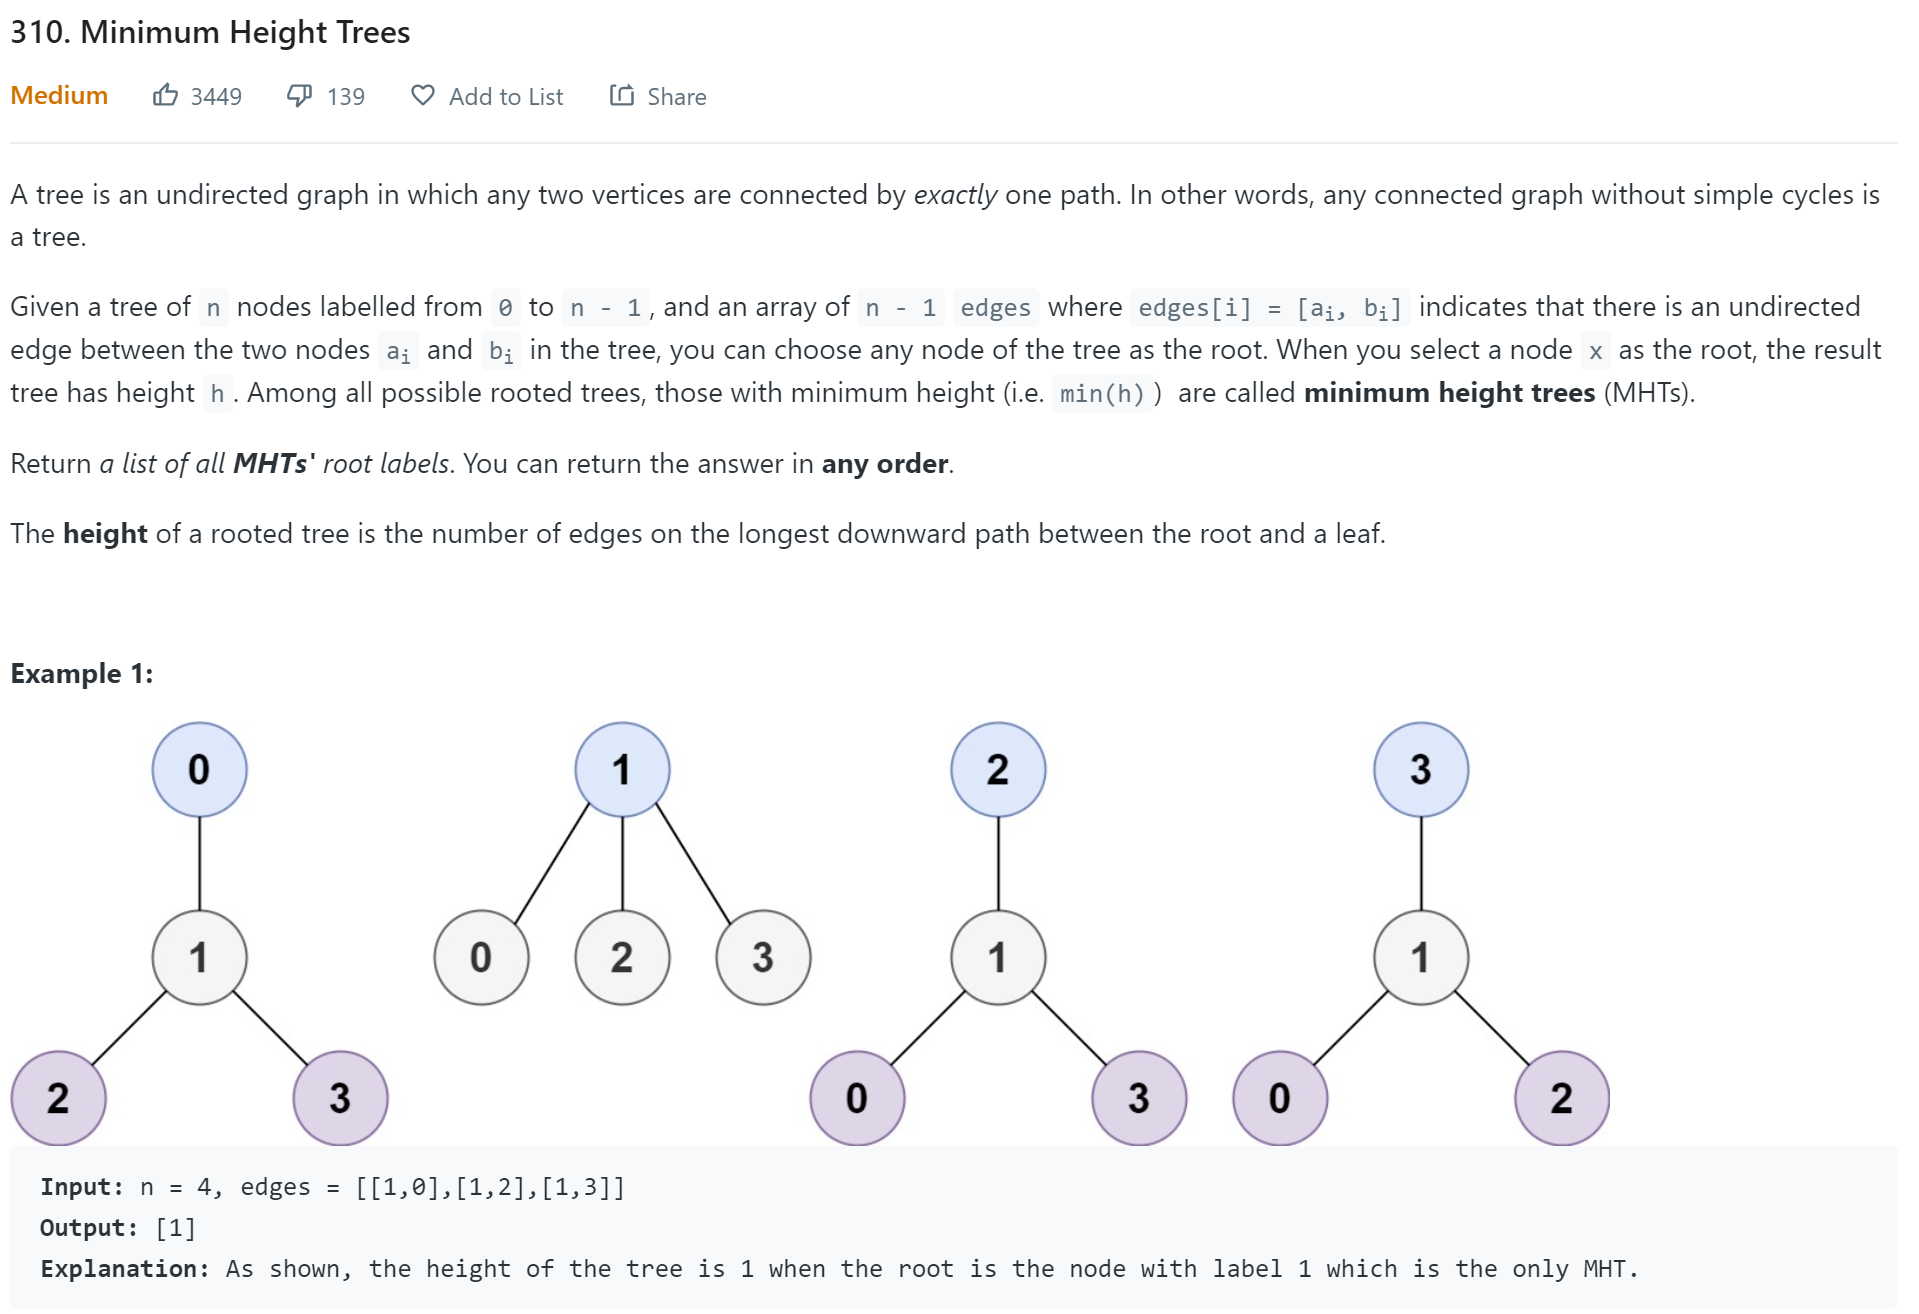 310. Minimum Height Trees
Medium 3449 139 Add to List Share
A tree is an undirected graph in which any two vertices are connected by exactly one path. In other words, any connected graph without simple cycles is
a tree.
Given a tree of n nodes labelled from 0 to n - 1, and an array of n - 1 edges where edges[i] = [aᵢ, bᵢ] indicates that there is an undirected
edge between the two nodes aᵢ and bᵢ in the tree, you can choose any node of the tree as the root. When you select a node x as the root, the result
tree has height h. Among all possible rooted trees, those with minimum height (i.e. min(h)) are called minimum height trees (MHTs).
Return a list of all MHTs' root labels. You can return the answer in any order.
The height of a rooted tree is the number of edges on the longest downward path between the root and a leaf.
Example 1:
0 1 2 3
1 0 2 3 1 1
2 3 0 3 0 2
Input: n = 4, edges = [[1,0],[1,2],[1,3]]
Output: [1]
Explanation: As shown, the height of the tree is 1 when the root is the node with label 1 which is the only MHT.